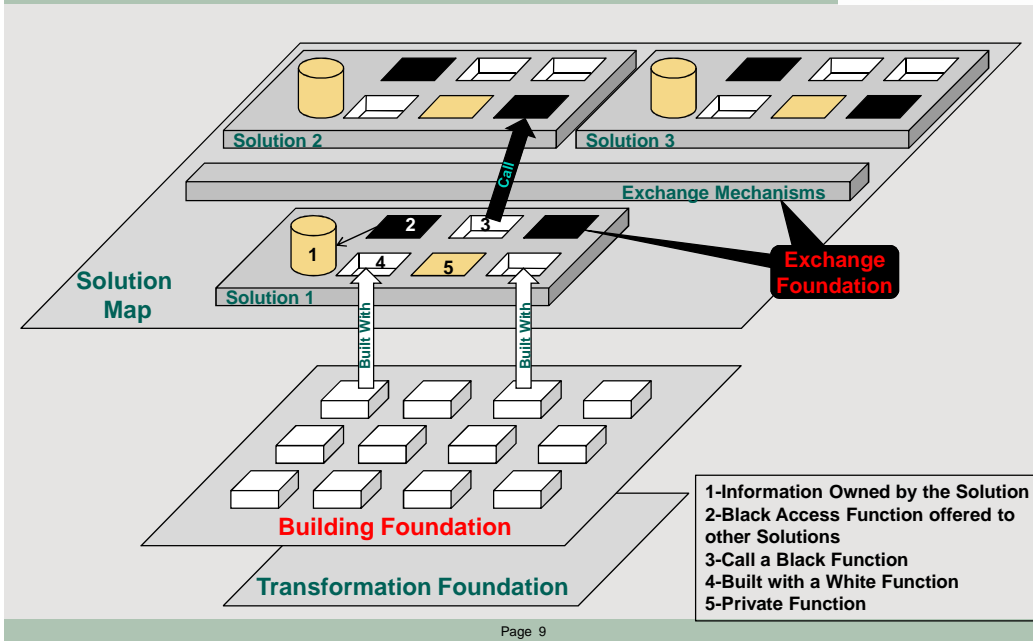 Solution 2
Solution 3
Call
Exchange Mechanisms
2
3
1
4
5
Exchange
Foundation
Solution
Map
Solution 1
Built With
Built With
Building Foundation
Transformation Foundation
1-Information Owned by the Solution
2-Black Access Function offered to
other Solutions
3-Call a Black Function
4-Built with a White Function
5-Private Function
Page 9